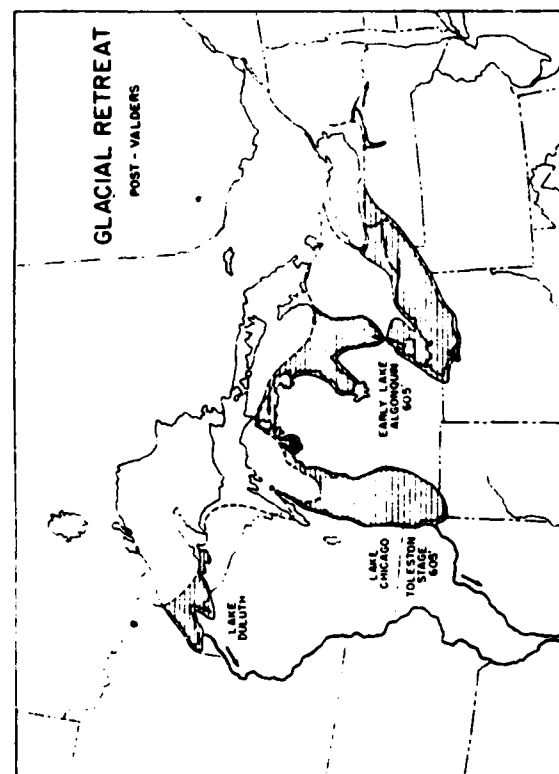 GLACIAL RETREAT
POST-VALDERS
EARLY LAKE
ALGONQUIN
605
LAKE
CHICAGO
TOLESTON
STAGE
605'
LAKE
DULUTH